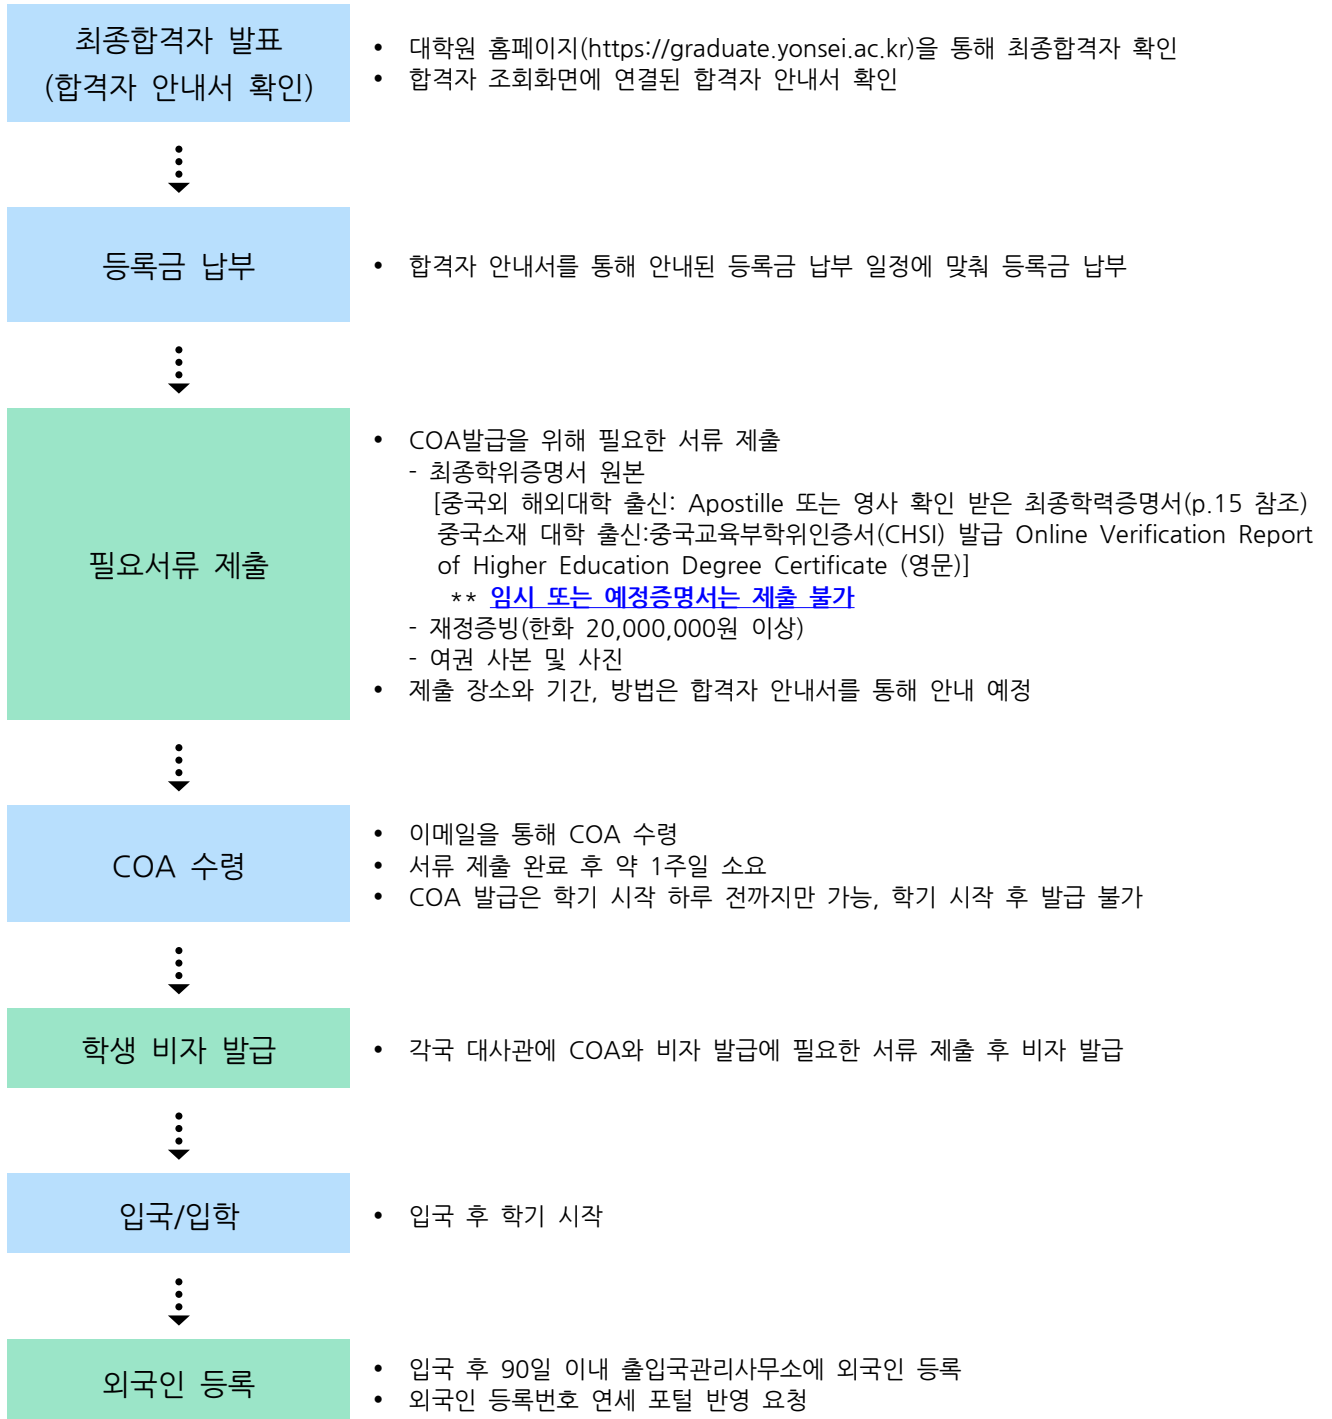 최종합격자 발표
(합격자 안내서 확인)
• 대학원 홈페이지(https://graduate.yonsei.ac.kr)을 통해 최종합격자 확인
• 합격자 조회화면에 연결된 합격자 안내서 확인
등록금 납부
• 합격자 안내서를 통해 안내된 등록금 납부 일정에 맞춰 등록금 납부
필요서류 제출
• COA발급을 위해 필요한 서류 제출
- 최종학위증명서 원본
[중국외 해외대학 출신: Apostille 또는 영사 확인 받은 최종학력증명서(p.15 참조)
중국소재 대학 출신:중국교육부학위인증서(CHSI) 발급 Online Verification Report
of Higher Education Degree Certificate (영문)]
** 임시 또는 예정증명서는 제출 불가
- 재정증빙(한화 20,000,000원 이상)
- 여권 사본 및 사진
• 제출 장소와 기간, 방법은 합격자 안내서를 통해 안내 예정
COA 수령
• 이메일을 통해 COA 수령
• 서류 제출 완료 후 약 1주일 소요
• COA 발급은 학기 시작 하루 전까지만 가능, 학기 시작 후 발급 불가
학생 비자 발급
• 각국 대사관에 COA와 비자 발급에 필요한 서류 제출 후 비자 발급
입국/입학
• 입국 후 학기 시작
외국인 등록
• 입국 후 90일 이내 출입국관리사무소에 외국인 등록
• 외국인 등록번호 연세 포털 반영 요청